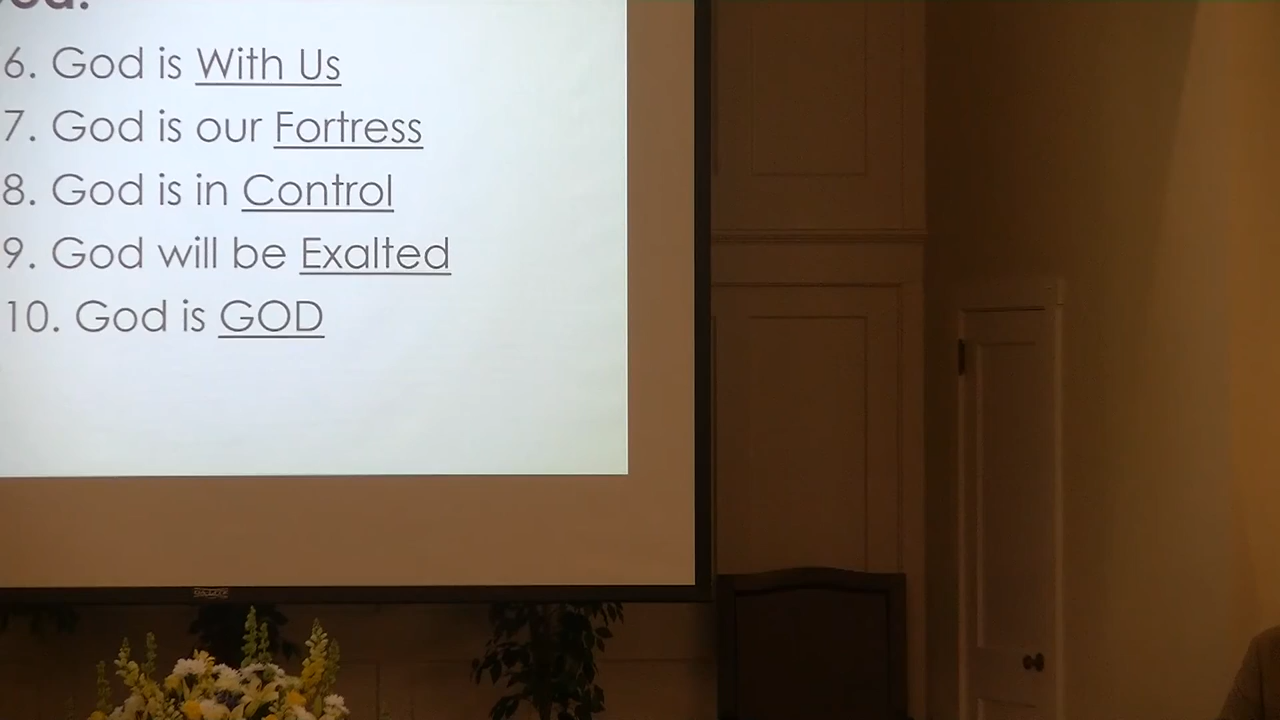 6. God is With Us
7. God is our Fortress
8. God is in Control
9. God will be Exalted
10. God is GOD